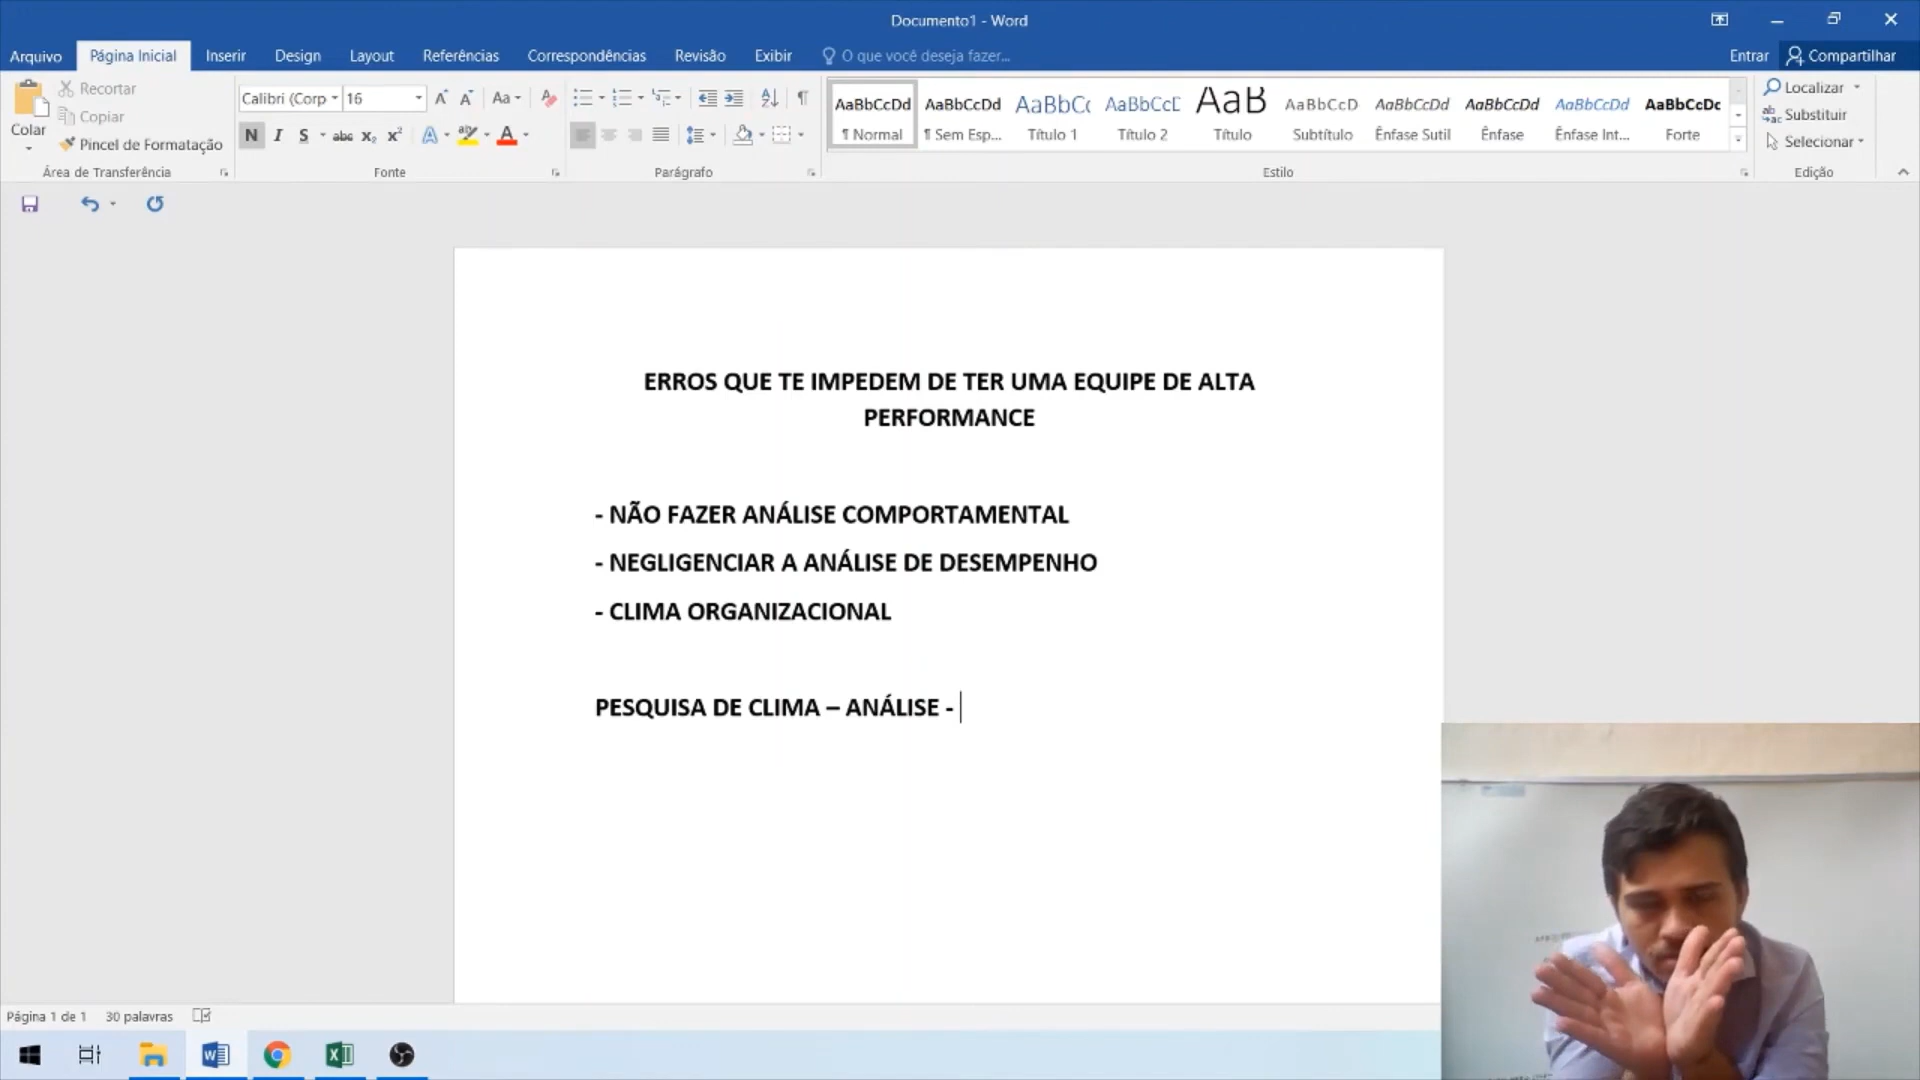 Documento1 - Word
Arquivo Página Inicial Inserir Design Layout Referências Correspondências Revisão Exibir O que você deseja fazer... Entrar Compartilhar
Colar
Recortar
Copiar
Pincel de Formatação
Área de Transferência
Calibri (Corp 16 Aa
N I S abc x₂ x² A A
Fonte
Parágrafo
AaBbCcDd AaBbCcDd AaBbCc AaBbCcE AaB AaBbCcD AaBbCcDd AaBbCcDd AaBbCcDd AaBbCcDc
¶ Normal ¶ Sem Esp... Título 1 Título 2 Título Subtítulo Ênfase Sutil Ênfase Ênfase Int... Forte
Estilo
Localizar
Substituir
Selecionar
Edição
ERROS QUE TE IMPEDEM DE TER UMA EQUIPE DE ALTA
PERFORMANCE
- NÃO FAZER ANÁLISE COMPORTAMENTAL
- NEGLIGENCIAR A ANÁLISE DE DESEMPENHO
- CLIMA ORGANIZACIONAL
PESQUISA DE CLIMA – ANÁLISE -
Página 1 de 1 30 palavras